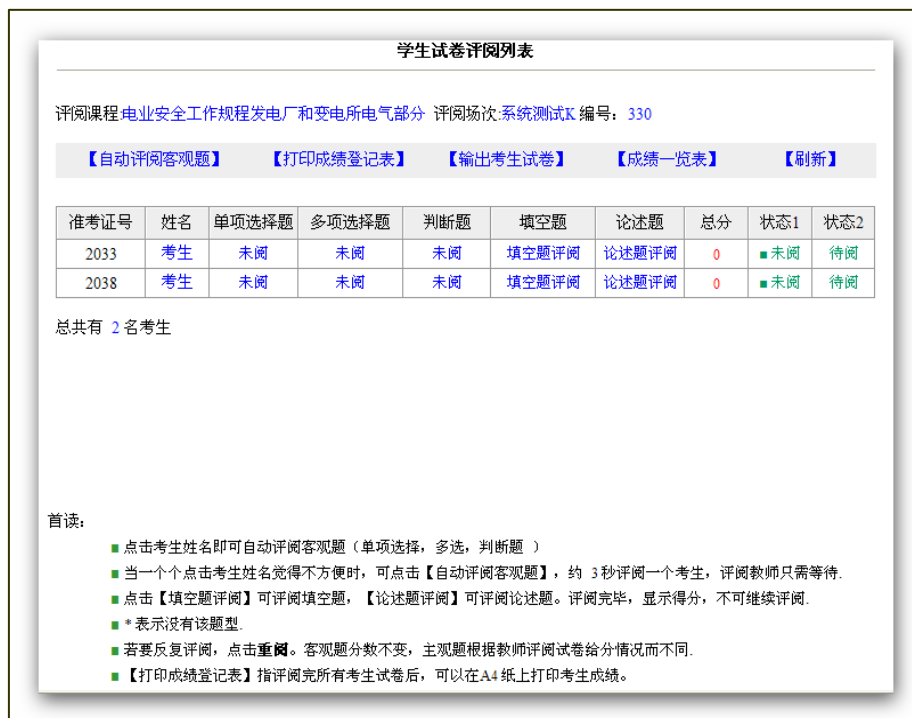 学生试卷评阅列表
评阅课程:电业安全工作规程发电厂和变电所电气部分 评阅场次:系统测试K 编号：330
【自动评阅客观题】 【打印成绩登记表】 【输出考生试卷】 【成绩一览表】 【刷新】
准考证号 姓名 单项选择题 多项选择题 判断题 填空题 论述题 总分 状态1 状态2
2033 考生 未阅 未阅 未阅 填空题评阅 论述题评阅 0 ■未阅 待阅
2038 考生 未阅 未阅 未阅 填空题评阅 论述题评阅 0 ■未阅 待阅
总共有 2 名考生
首读：
■ 点击考生姓名即可自动评阅客观题（单项选择，多选，判断题 ）
■ 当一个个点击考生姓名觉得不方便时，可点击【自动评阅客观题】，约 3秒评阅一个考生，评阅教师只需等待.
■ 点击【填空题评阅】可评阅填空题，【论述题评阅】可评阅论述题。评阅完毕，显示得分，不可继续评阅.
■ * 表示没有该题型.
■ 若要反复评阅，点击重阅。客观题分数不变，主观题根据教师评阅试卷给分情况而不同.
■ 【打印成绩登记表】指评阅完所有考生试卷后，可以在A4 纸上打印考生成绩。